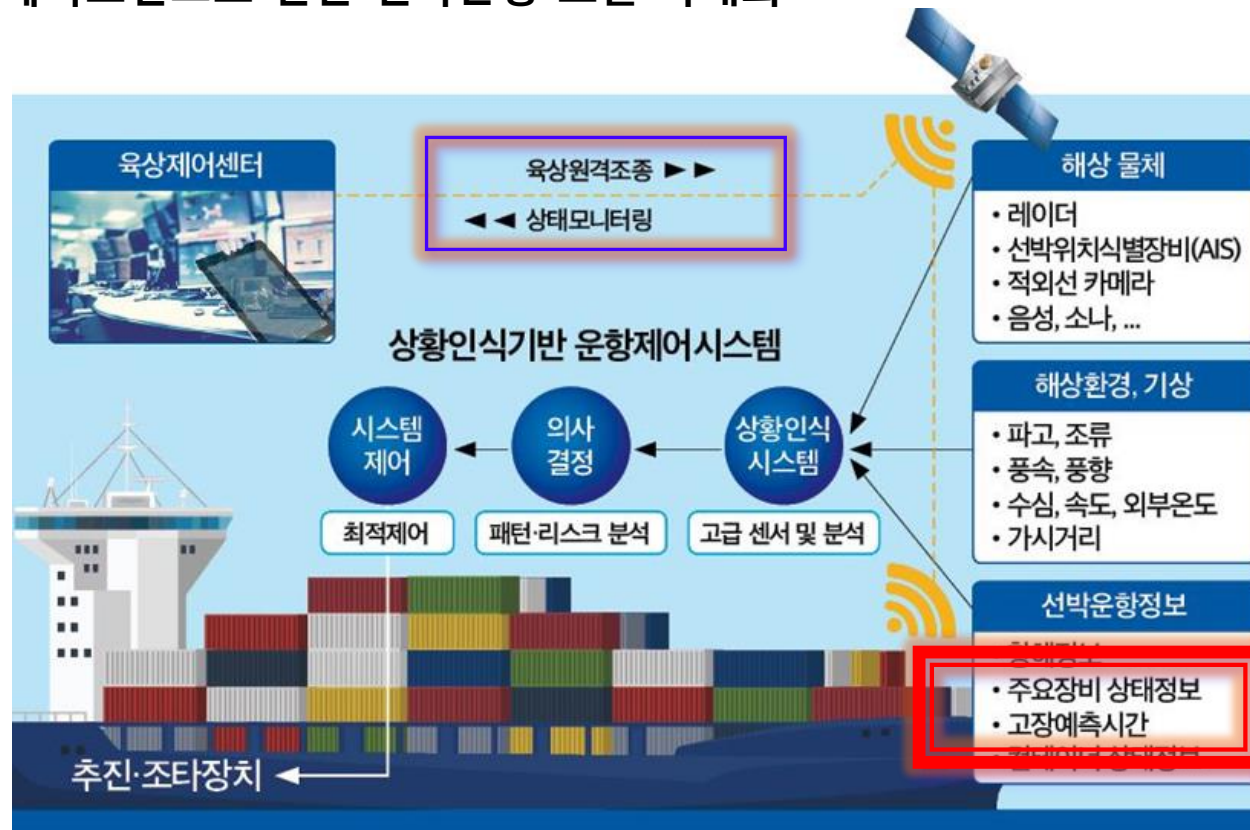 육상제어센터
육상원격조종 ▶ ▶
◀ ◀ 상태모니터링
해상 물체
• 레이더
• 선박위치식별장비(AIS)
• 적외선 카메라
• 음성, 소나, ...
상황인식기반 운항제어시스템
시스템
제어
의사
결정
상황인식
시스템
최적제어
패턴·리스크 분석
고급 센서 및 분석
해상환경, 기상
• 파고, 조류
• 풍속, 풍향
• 수심, 속도, 외부온도
• 가시거리
선박운항정보
• 주요장비 상태정보
• 고장예측시간
추진·조타장치